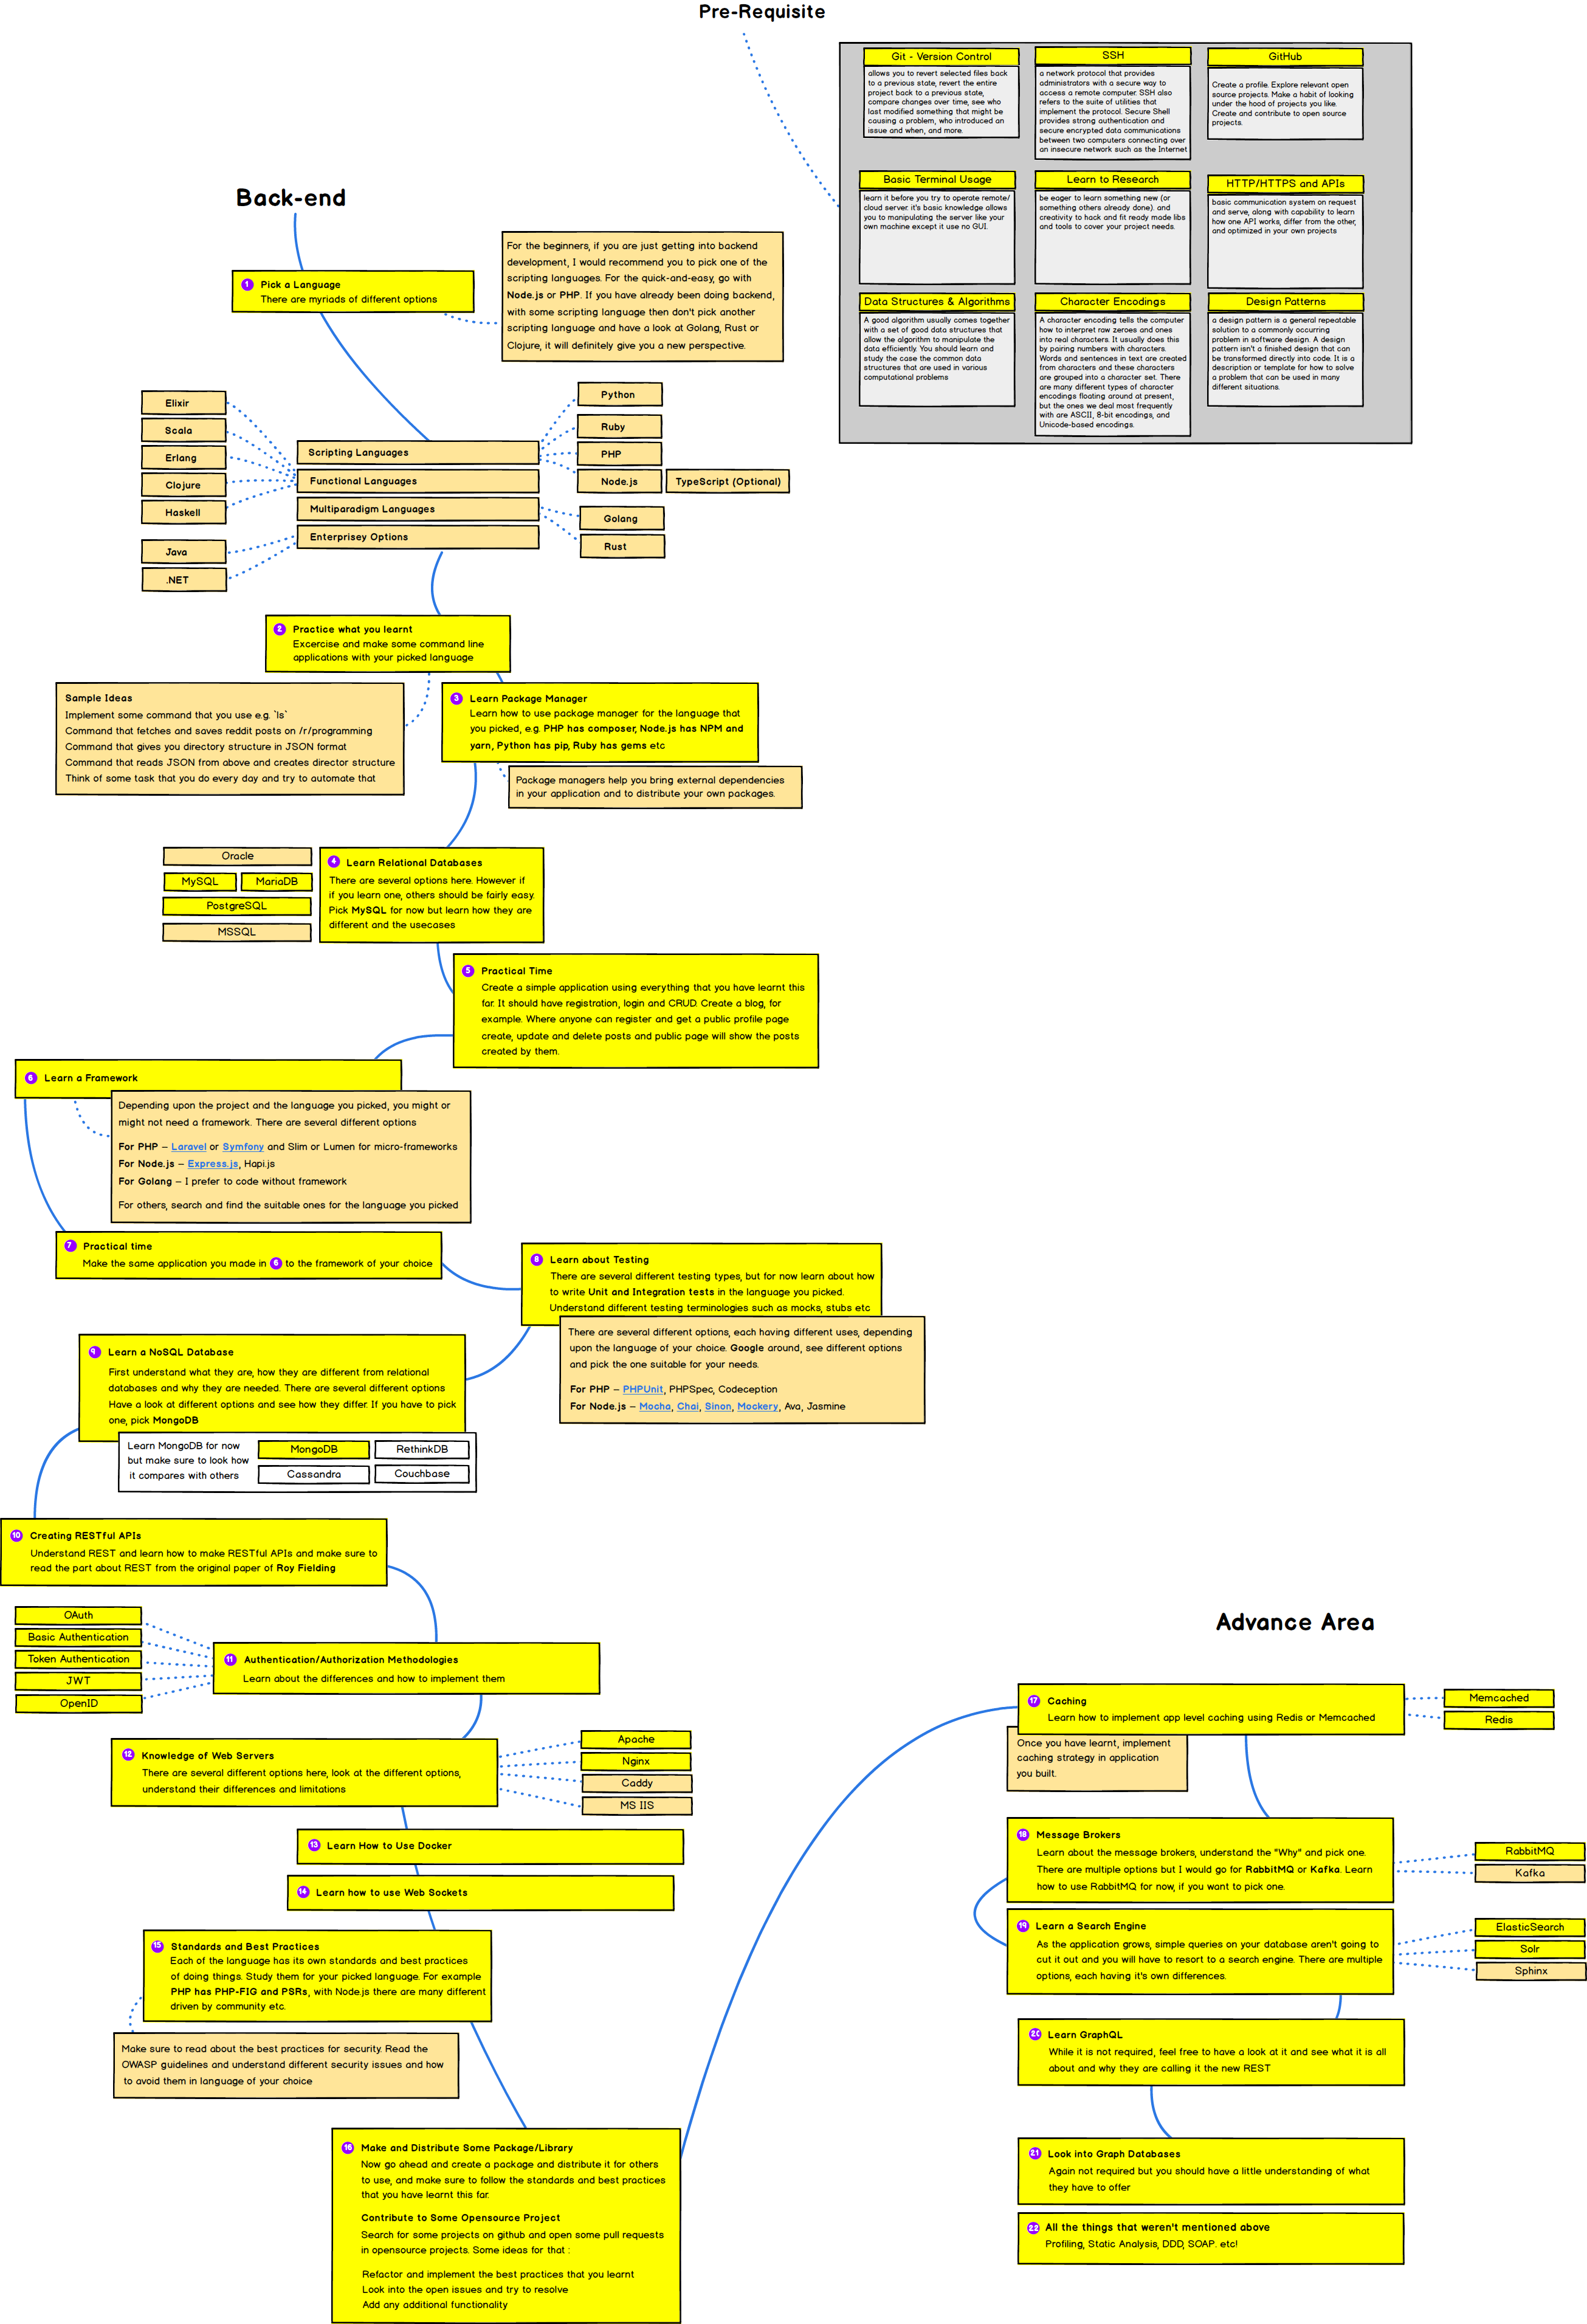 Pre-Requisite
Git - Version Control
allows you to revert selected files back
to a previous state, revert the entire
project back to a previous state,
compare changes over time, see who
last modified something that might be
causing a problem, who introduced an
issue and when, and more.
SSH
a network protocol that provides
administrators with a secure way to
access a remote computer. SSH also
refers to the suite of utilities that
implement the protocol. Secure Shell
provides strong authentication and
secure encrypted data communications
between two computers connecting over
an insecure network such as the Internet
GitHub
Create a profile. Explore relevant open
source projects. Make a habit of looking
under the hood of projects you like.
Create and contribute to open source
projects.
Basic Terminal Usage
learn it before you try to operate remote/
cloud server. it's basic knowledge allows
you to manipulating the server like your
own machine except it use no GUI.
Learn to Research
be eager to learn something new (or
something others already done). and
creativity to hack and fit ready made libs
and tools to cover your project needs.
HTTP/HTTPS and APIs
basic communication system on request
and serve, along with capability to learn
how one API works, differ from the other,
and optimized in your own projects
Data Structures & Algorithms
A good algorithm usually comes together
with a set of good data structures that
allow the algorithm to manipulate the
data efficiently. You should learn and
study the case the common data
structures that are used in various
computational problems
Character Encodings
A character encoding tells the computer
how to interpret raw zeroes and ones
into real characters. It usually does this
by pairing numbers with characters.
Words and sentences in text are created
from characters and these characters
are grouped into a character set. There
are many different types of character
encodings floating around at present,
but the ones we deal most frequently
with are ASCII, 8-bit encodings, and
Unicode-based encodings.
Design Patterns
a design pattern is a general repeatable
solution to a commonly occurring
problem in software design. A design
pattern isn't a finished design that can
be transformed directly into code. It is a
description or template for how to solve
a problem that can be used in many
different situations.
Back-end
1 Pick a Language
There are myriads of different options
For the beginners, if you are just getting into backend
development, I would recommend you to pick one of the
scripting languages. For the quick-and-easy, go with
Node.js or PHP. If you have already been doing backend,
with some scripting language then don't pick another
scripting language and have a look at Golang, Rust or
Clojure, it will definitely give you a new perspective.
Elixir
Scala
Erlang
Clojure
Haskell
Java
.NET
Scripting Languages
Functional Languages
Multiparadigm Languages
Enterprisey Options
Python
Ruby
PHP
Node.js
TypeScript (Optional)
Golang
Rust
2 Practice what you learnt
Excercise and make some command line
applications with your picked language
Sample Ideas
Implement some command that you use e.g. `ls`
Command that fetches and saves reddit posts on /r/programming
Command that gives you directory structure in JSON format
Command that reads JSON from above and creates director structure
Think of some task that you do every day and try to automate that
3 Learn Package Manager
Learn how to use package manager for the language that
you picked, e.g. PHP has composer, Node.js has NPM and
yarn, Python has pip, Ruby has gems etc
Package managers help you bring external dependencies
in your application and to distribute your own packages.
Oracle
MySQL
MariaDB
PostgreSQL
MSSQL
4 Learn Relational Databases
There are several options here. However if
if you learn one, others should be fairly easy.
Pick MySQL for now but learn how they are
different and the usecases
5 Practical Time
Create a simple application using everything that you have learnt this
far. It should have registration, login and CRUD. Create a blog, for
example. Where anyone can register and get a public profile page
create, update and delete posts and public page will show the posts
created by them.
6 Learn a Framework
Depending upon the project and the language you picked, you might or
might not need a framework. There are several different options
For PHP – Laravel or Symfony and Slim or Lumen for micro-frameworks
For Node.js – Express.js, Hapi.js
For Golang – I prefer to code without framework
For others, search and find the suitable ones for the language you picked
7 Practical time
Make the same application you made in 6 to the framework of your choice
8 Learn about Testing
There are several different testing types, but for now learn about how
to write Unit and Integration tests in the language you picked.
Understand different testing terminologies such as mocks, stubs etc
There are several different options, each having different uses, depending
upon the language of your choice. Google around, see different options
and pick the one suitable for your needs.
For PHP – PHPUnit, PHPSpec, Codeception
For Node.js – Mocha, Chai, Sinon, Mockery, Ava, Jasmine
9 Learn a NoSQL Database
First understand what they are, how they are different from relational
databases and why they are needed. There are several different options
Have a look at different options and see how they differ. If you have to pick
one, pick MongoDB
Learn MongoDB for now
but make sure to look how
it compares with others
MongoDB
RethinkDB
Cassandra
Couchbase
10 Creating RESTful APIs
Understand REST and learn how to make RESTful APIs and make sure to
read the part about REST from the original paper of Roy Fielding
OAuth
Basic Authentication
Token Authentication
JWT
OpenID
11 Authentication/Authorization Methodologies
Learn about the differences and how to implement them
12 Knowledge of Web Servers
There are several different options here, look at the different options,
understand their differences and limitations
Apache
Nginx
Caddy
MS IIS
13 Learn How to Use Docker
14 Learn how to use Web Sockets
15 Standards and Best Practices
Each of the language has its own standards and best practices
of doing things. Study them for your picked language. For example
PHP has PHP-FIG and PSRs, with Node.js there are many different
driven by community etc.
Make sure to read about the best practices for security. Read the
OWASP guidelines and understand different security issues and how
to avoid them in language of your choice
16 Make and Distribute Some Package/Library
Now go ahead and create a package and distribute it for others
to use, and make sure to follow the standards and best practices
that you have learnt this far.
Contribute to Some Opensource Project
Search for some projects on github and open some pull requests
in opensource projects. Some ideas for that :
Refactor and implement the best practices that you learnt
Look into the open issues and try to resolve
Add any additional functionality
Advance Area
17 Caching
Learn how to implement app level caching using Redis or Memcached
Memcached
Redis
Once you have learnt, implement
caching strategy in application
you built.
18 Message Brokers
Learn about the message brokers, understand the "Why" and pick one.
There are multiple options but I would go for RabbitMQ or Kafka. Learn
how to use RabbitMQ for now, if you want to pick one.
RabbitMQ
Kafka
19 Learn a Search Engine
As the application grows, simple queries on your database aren't going to
cut it out and you will have to resort to a search engine. There are multiple
options, each having it's own differences.
ElasticSearch
Solr
Sphinx
20 Learn GraphQL
While it is not required, feel free to have a look at it and see what it is all
about and why they are calling it the new REST
21 Look into Graph Databases
Again not required but you should have a little understanding of what
they have to offer
22 All the things that weren't mentioned above
Profiling, Static Analysis, DDD, SOAP. etc!